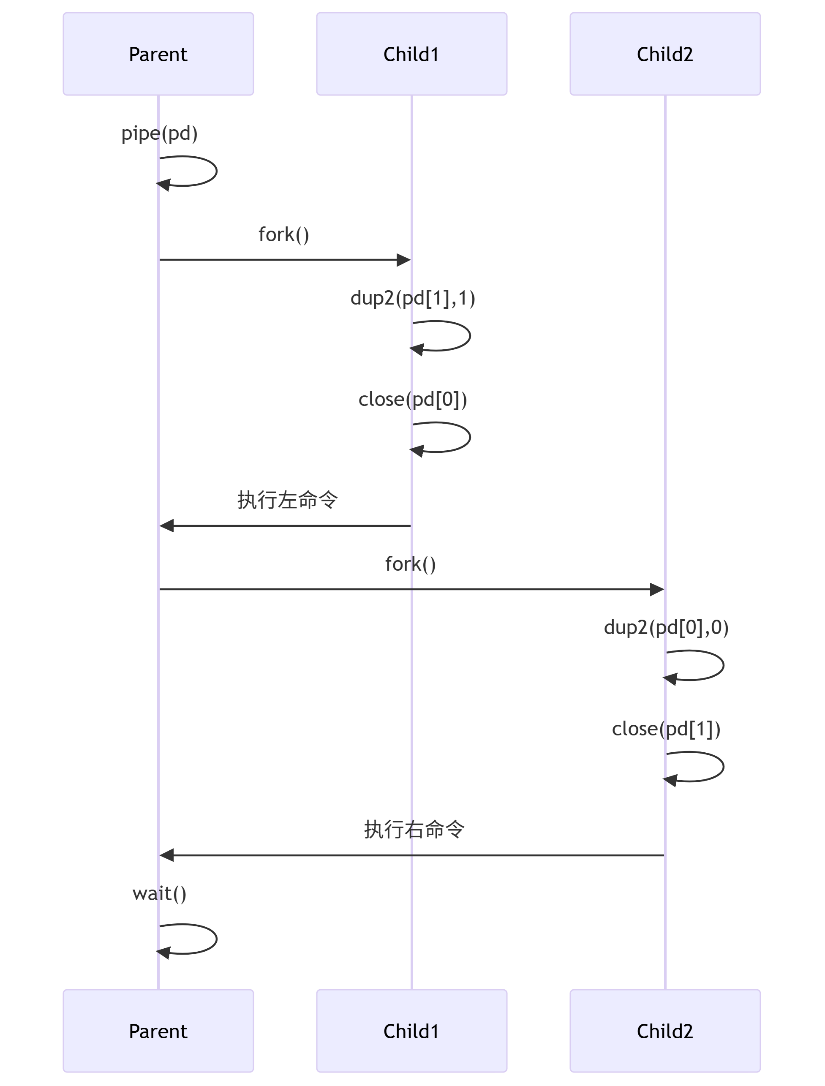 Parent
Child1
Child2
pipe(pd)
fork()
dup2(pd[1],1)
close(pd[0])
执行左命令
fork()
dup2(pd[0],0)
close(pd[1])
执行右命令
wait()
Parent
Child1
Child2